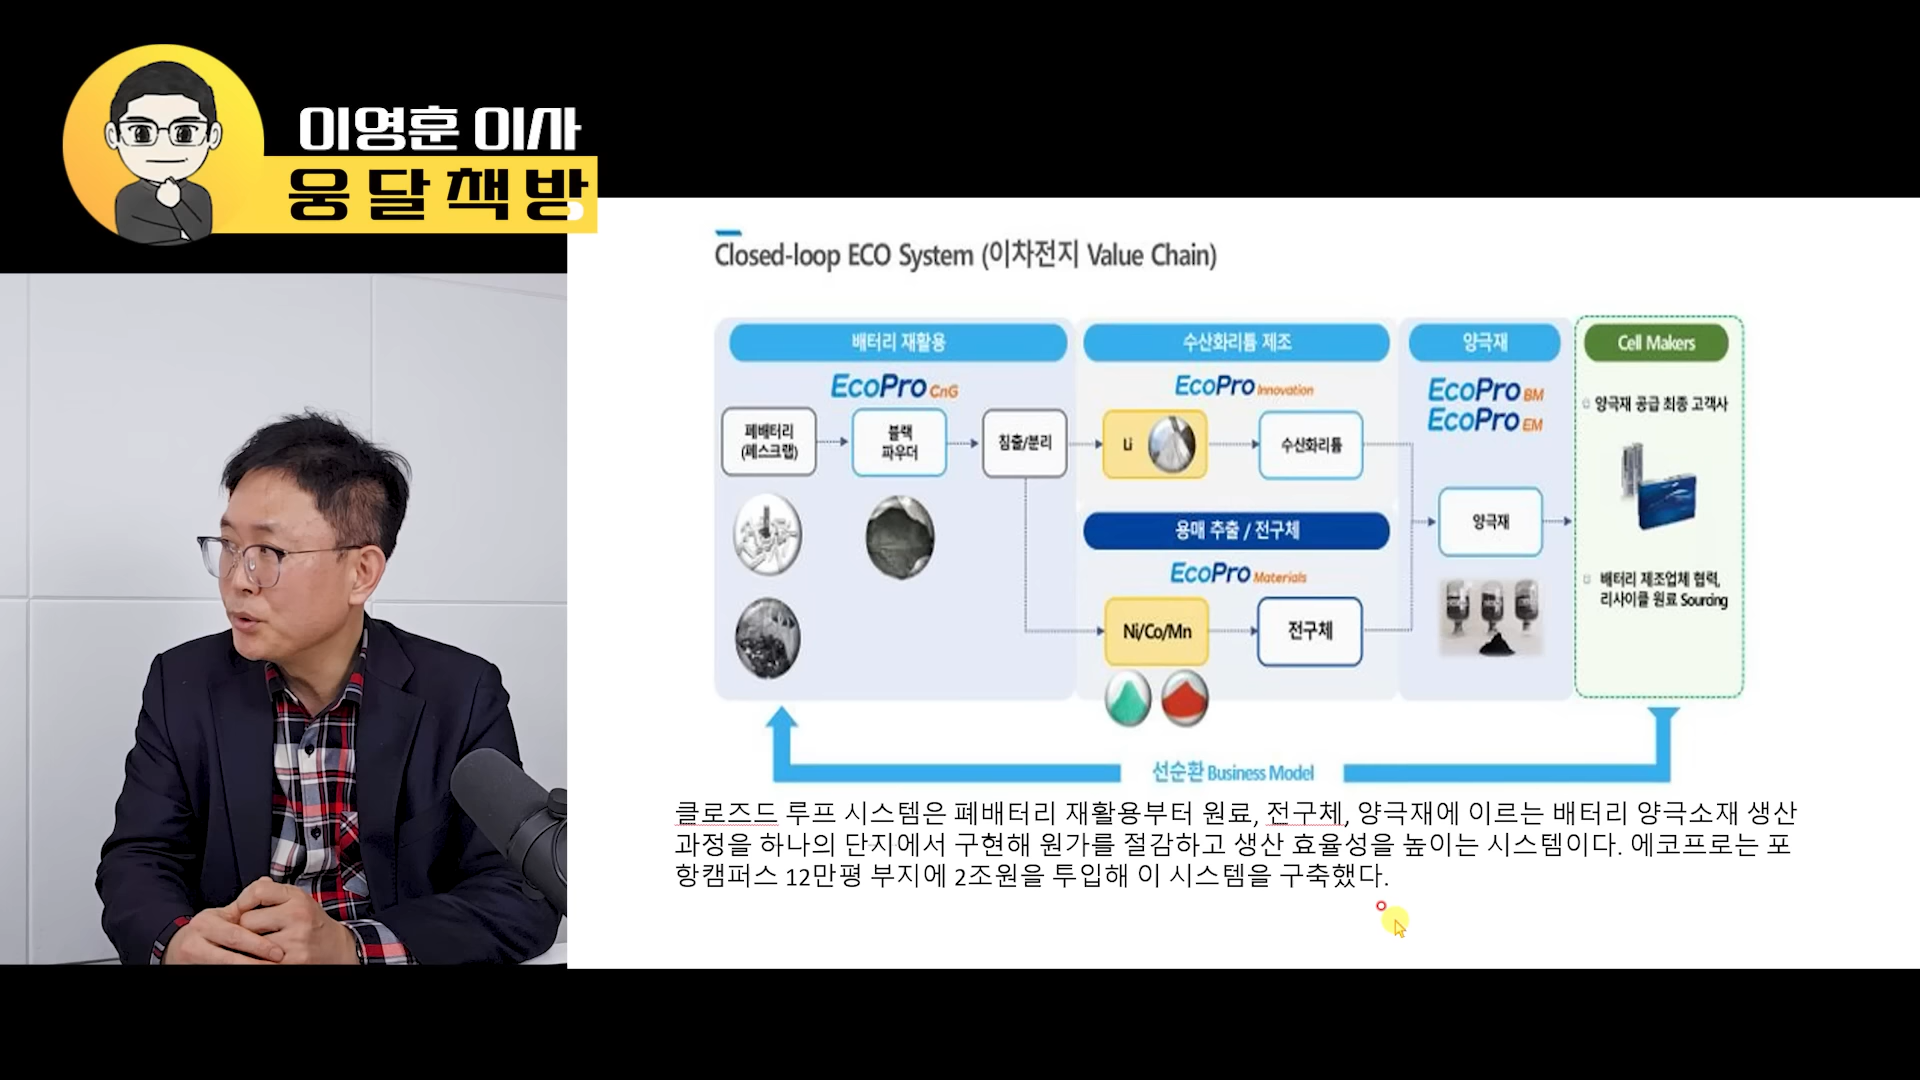 이영훈 이사
웅달책방
Closed-loop ECO System (이차전지 Value Chain)
배터리 재활용
EcoPro CnG
폐배터리
(폐스크랩)
블랙
파우더
침출/분리
수산화리튬 제조
EcoPro Innovation
Li
수산화리튬
용매 추출 / 전구체
EcoPro Materials
Ni/Co/Mn
전구체
양극재
EcoPro BM
EcoPro EM
양극재
Cell Makers
양극재 공급 최종 고객사
배터리 제조업체 협력,
리사이클 원료 Sourcing
선순환 Business Model
클로즈드 루프 시스템은 폐배터리 재활용부터 원료, 전구체, 양극재에 이르는 배터리 양극소재 생산
과정을 하나의 단지에서 구현해 원가를 절감하고 생산 효율성을 높이는 시스템이다. 에코프로는 포
항캠퍼스 12만평 부지에 2조원을 투입해 이 시스템을 구축했다.